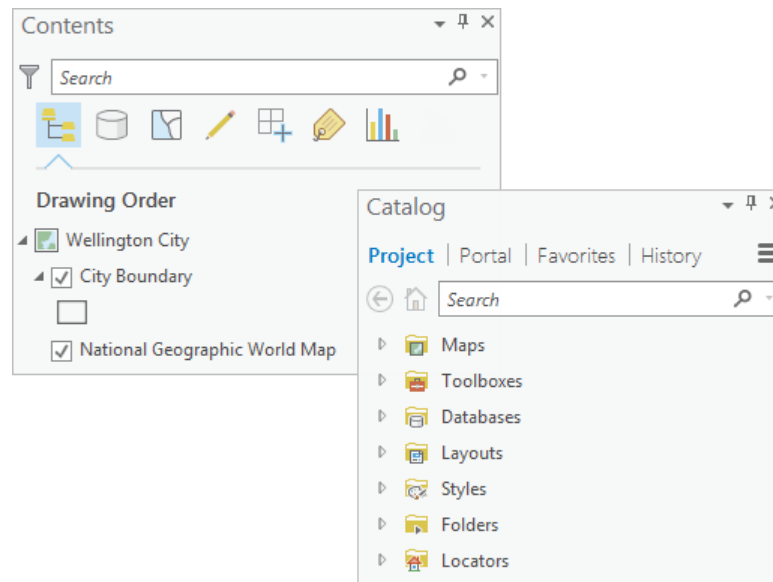 Contents
Search
Drawing Order
Wellington City
City Boundary
National Geographic World Map
Catalog
Project | Portal | Favorites | History
Search
Maps
Toolboxes
Databases
Layouts
Styles
Folders
Locators